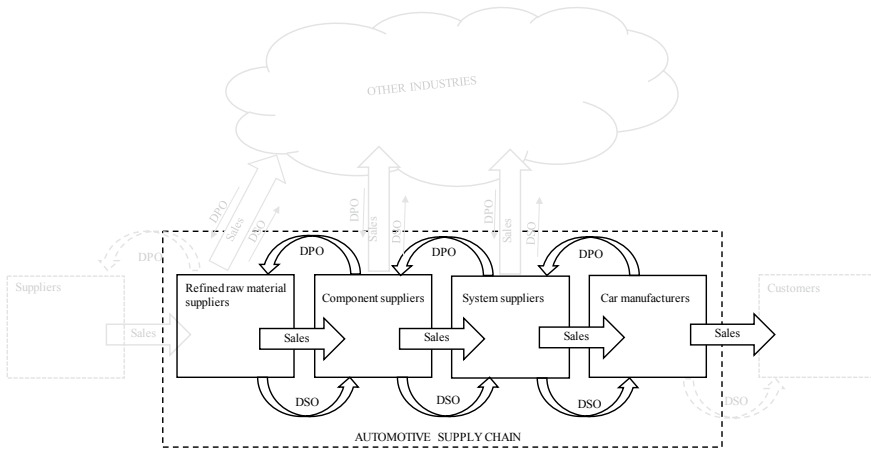 OTHER INDUSTRIES
DPO
Sales
DSO
DPO
Sales
DSO
DPO
Sales
DSO
DPO
DPO
DPO
DPO
Suppliers
Refined raw material
suppliers
Component suppliers
System suppliers
Car manufacturers
Customers
Sales
Sales
Sales
Sales
Sales
DSO
DSO
DSO
DSO
AUTOMOTIVE SUPPLY CHAIN